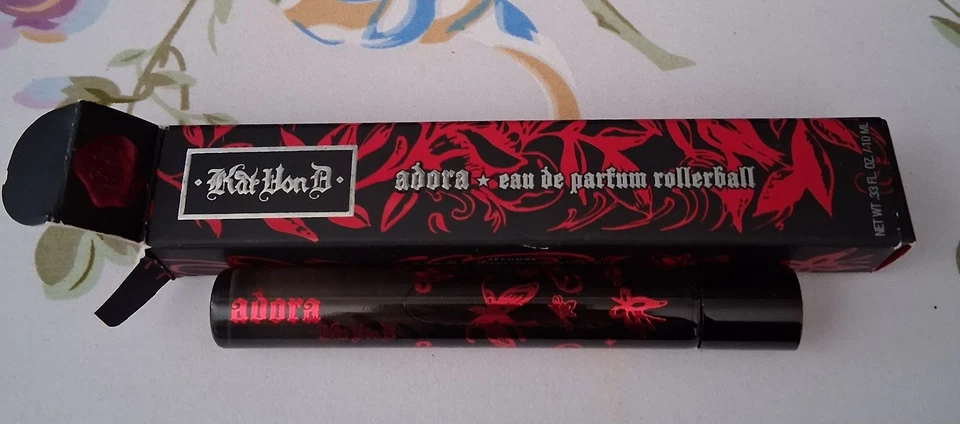 Kat Von D
adora ★ eau de parfum rollerball
NET WT .33 FL OZ / 10 ML
adora